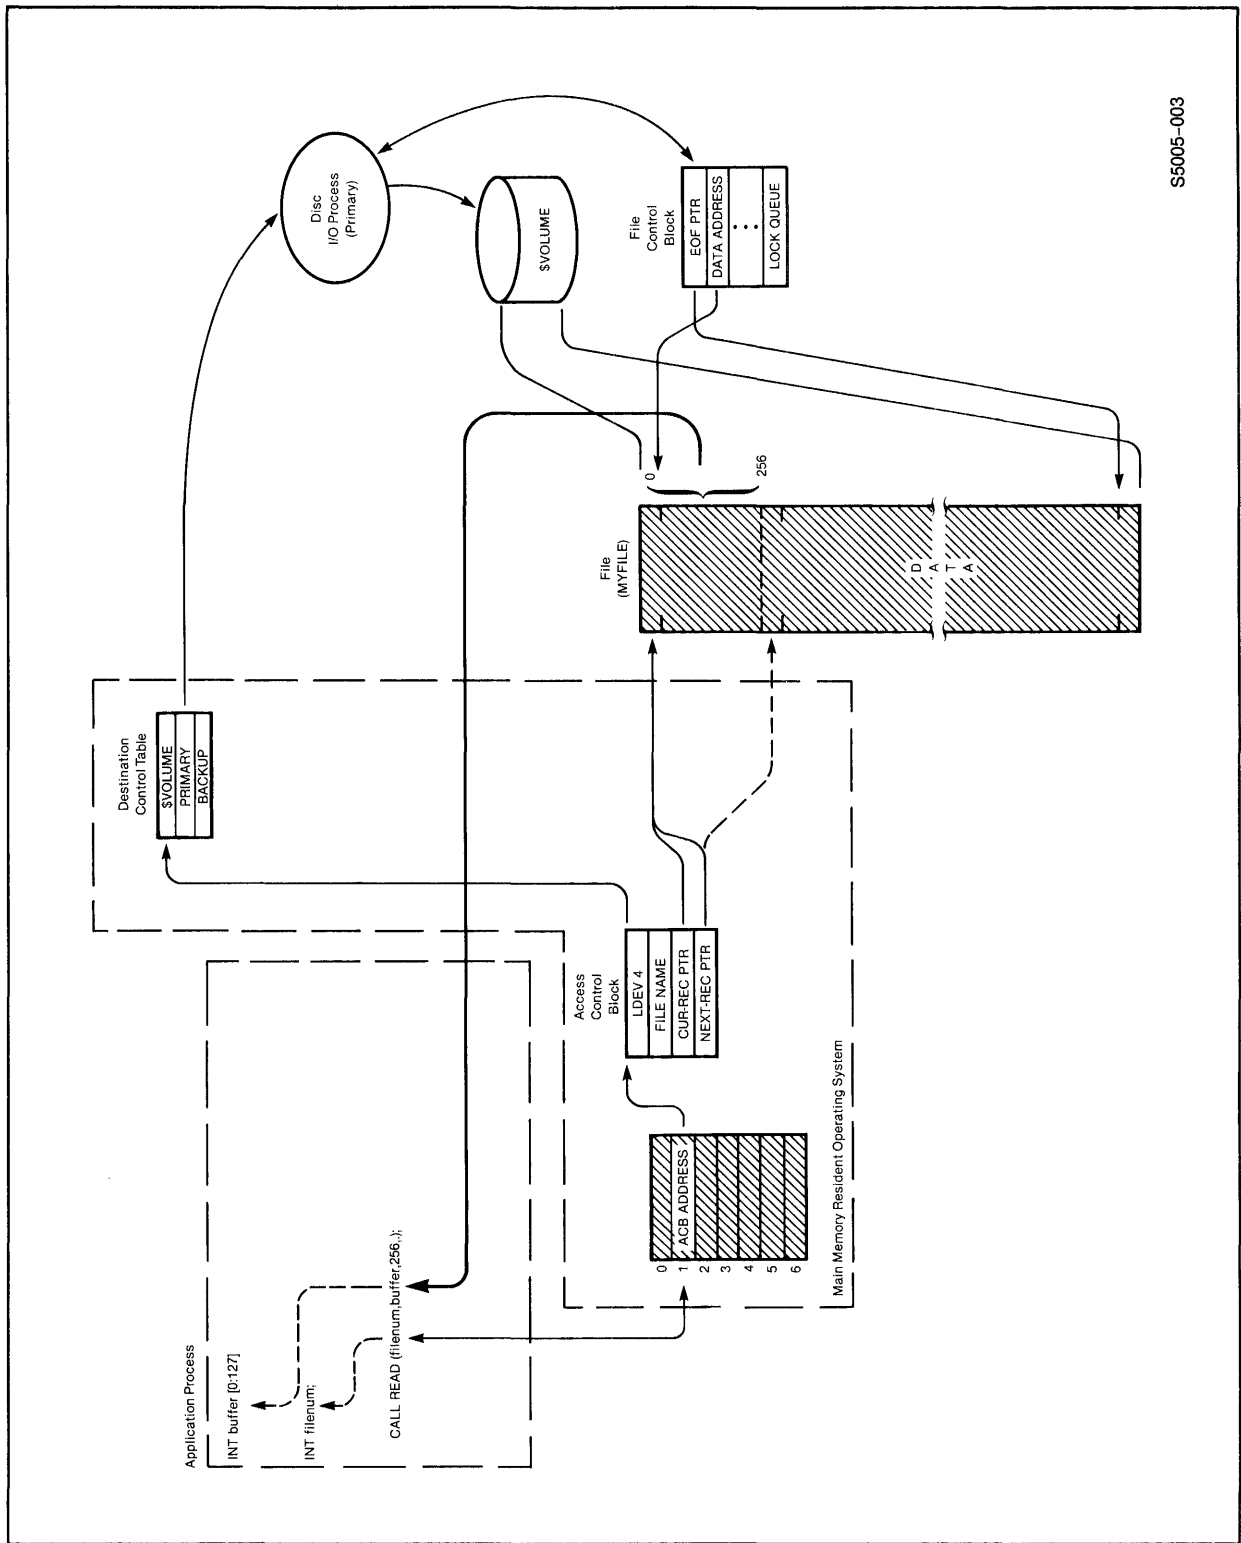 Application Process
INT buffer [0:127]
INT filenum;
CALL READ (filenum,buffer,256,.);
Destination
Control Table
$VOLUME
PRIMARY
BACKUP
Disc
I/O Process
(Primary)
$VOLUME
File
Control
Block
EOF PTR
DATA ADDRESS
LOCK QUEUE
Access
Control
Block
LDEV 4
FILE NAME
CUR-REC PTR
NEXT-REC PTR
0
1
ACB ADDRESS
2
3
4
5
6
Main Memory Resident Operating System
File
(MYFILE)
0
256
D
A
T
A
S5005-003